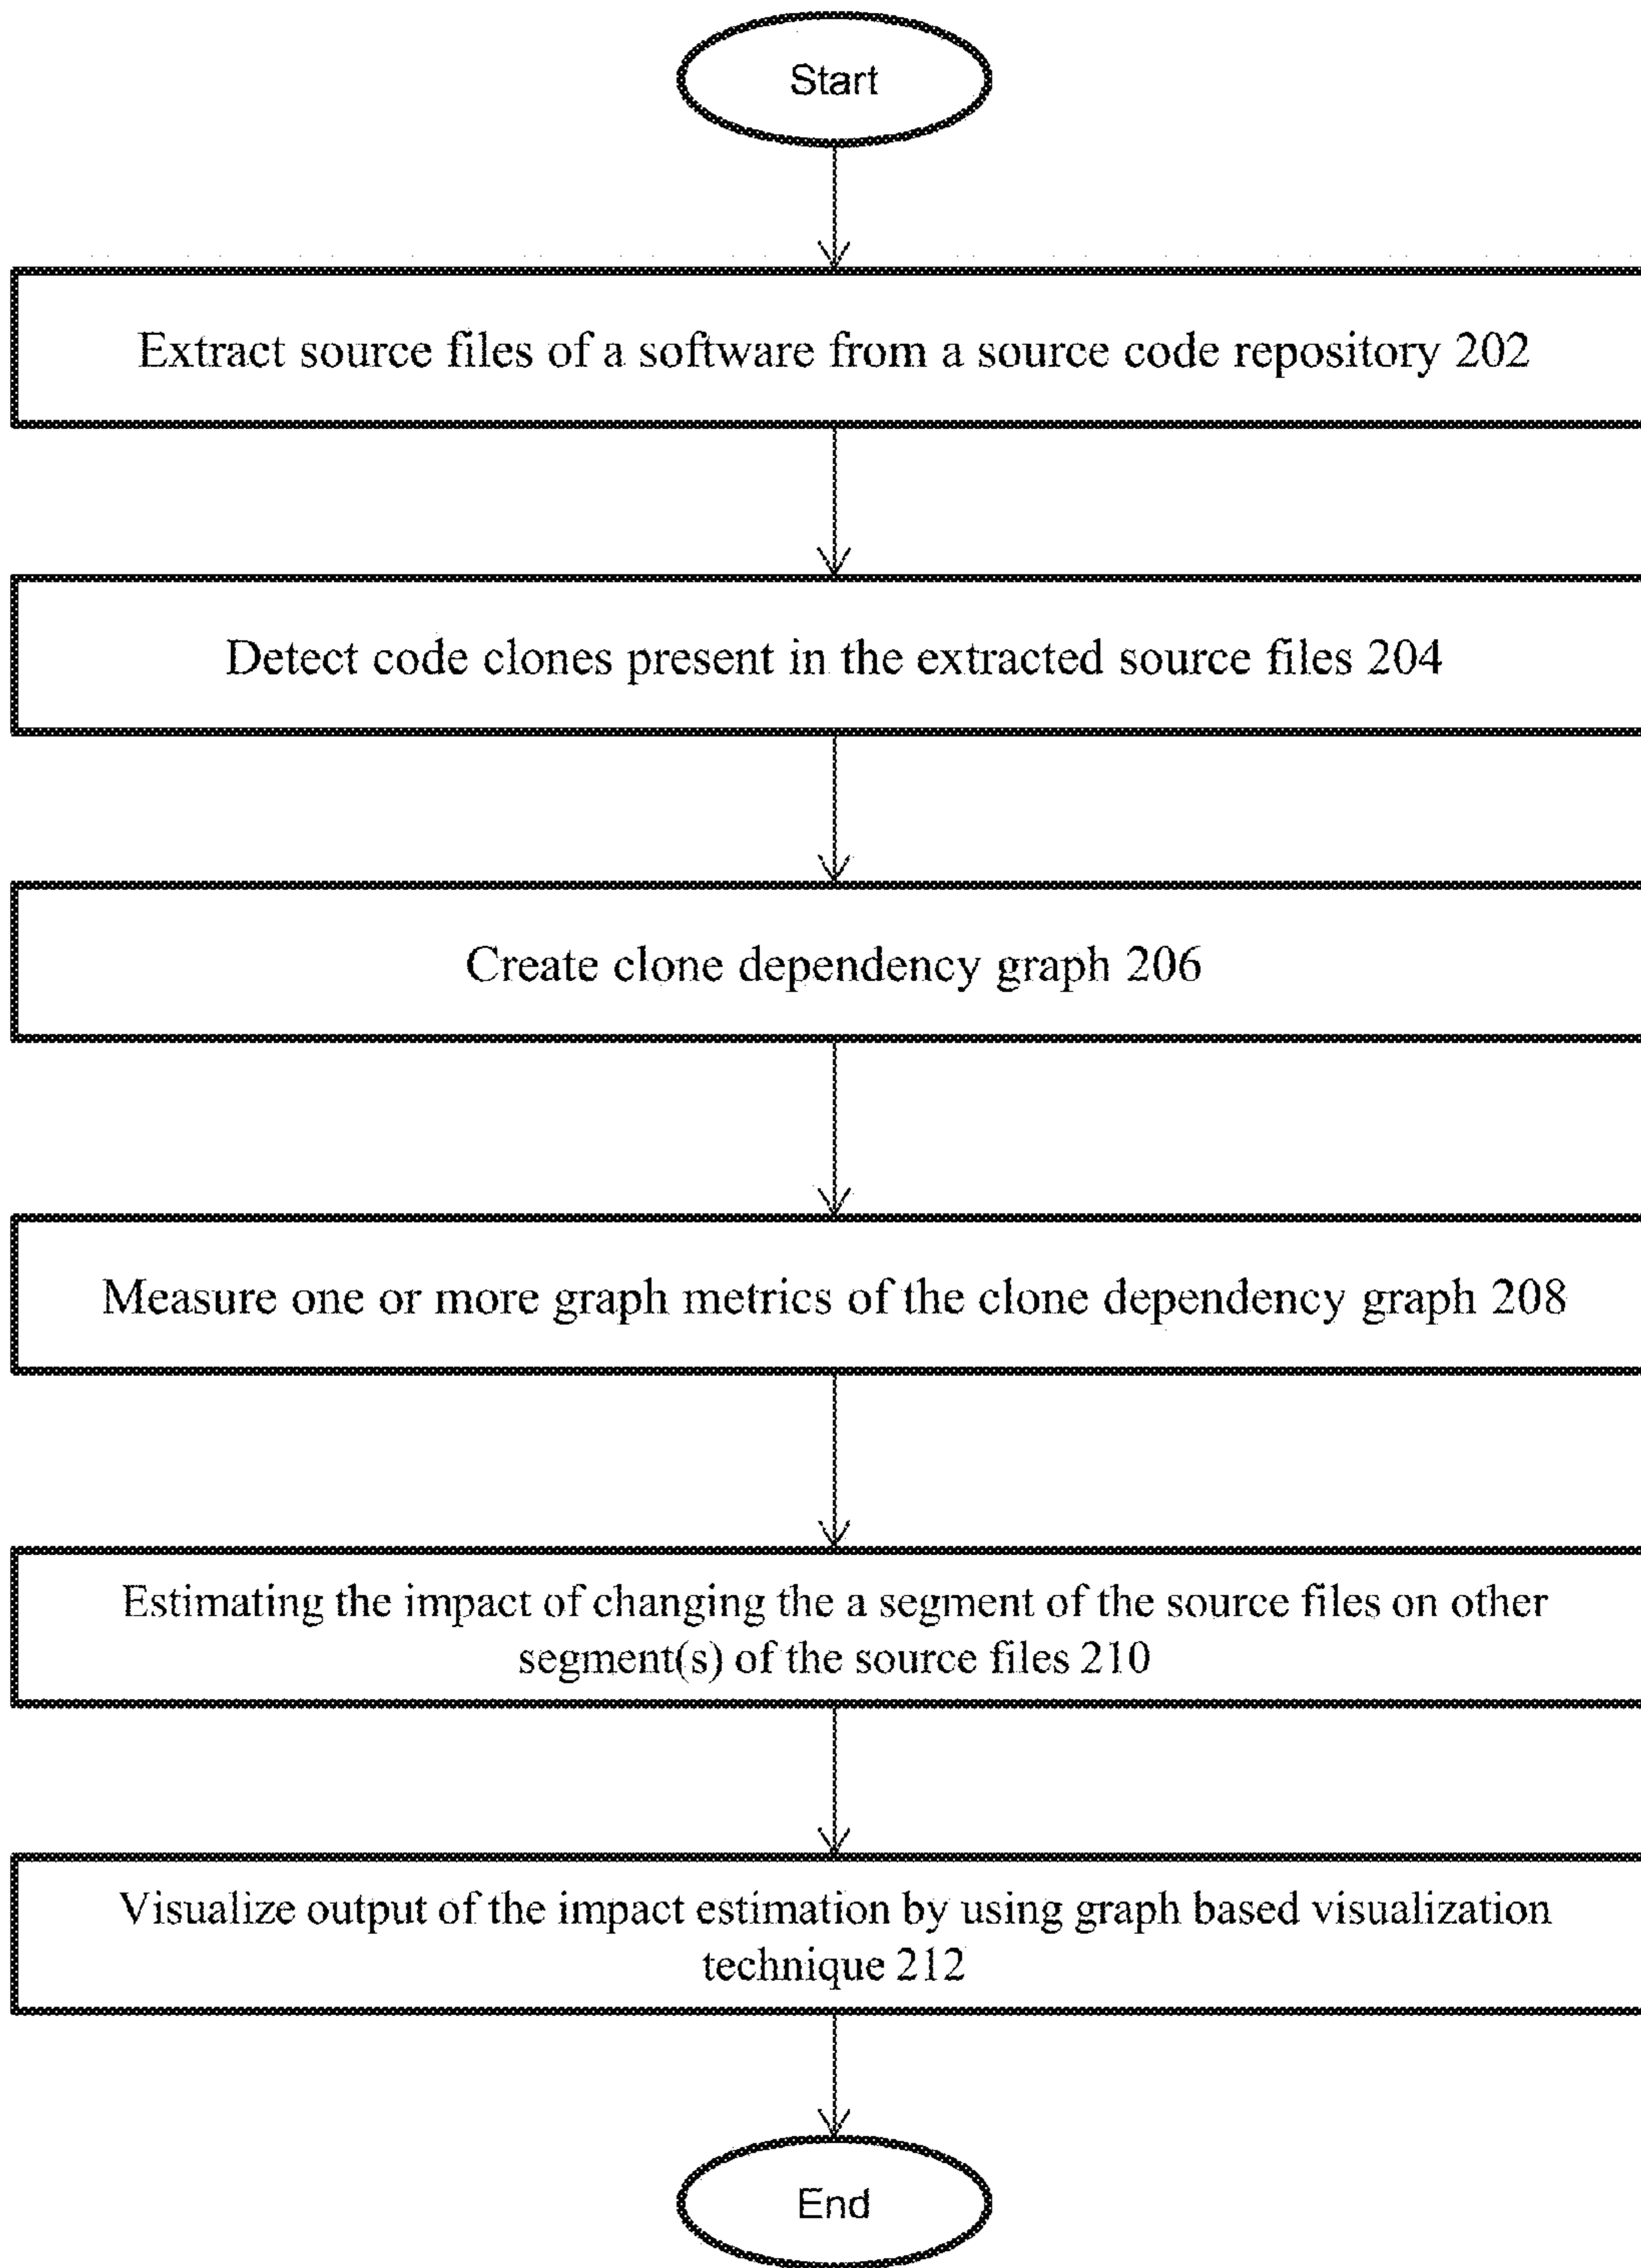 Start
Extract source files of a software from a source code repository 202
Detect code clones present in the extracted source files 204
Create clone dependency graph 206
Measure one or more graph metrics of the clone dependency graph 208
Estimating the impact of changing the a segment of the source files on other
segment(s) of the source files 210
Visualize output of the impact estimation by using graph based visualization
technique 212
End